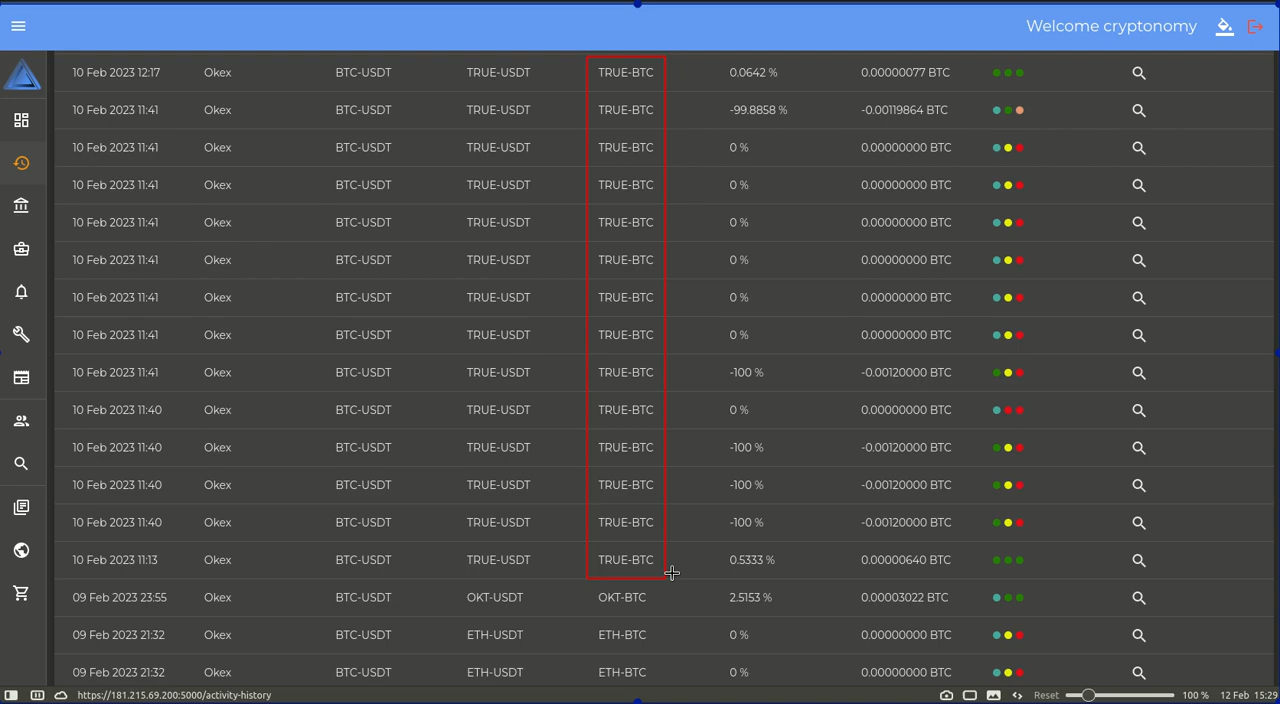 Welcome cryptonomy
10 Feb 2023 12:17 Okex BTC-USDT TRUE-USDT TRUE-BTC 0.0642 % 0.00000077 BTC
10 Feb 2023 11:41 Okex BTC-USDT TRUE-USDT TRUE-BTC -99.8858 % -0.00119864 BTC
10 Feb 2023 11:41 Okex BTC-USDT TRUE-USDT TRUE-BTC 0 % 0.00000000 BTC
10 Feb 2023 11:41 Okex BTC-USDT TRUE-USDT TRUE-BTC 0 % 0.00000000 BTC
10 Feb 2023 11:41 Okex BTC-USDT TRUE-USDT TRUE-BTC 0 % 0.00000000 BTC
10 Feb 2023 11:41 Okex BTC-USDT TRUE-USDT TRUE-BTC 0 % 0.00000000 BTC
10 Feb 2023 11:41 Okex BTC-USDT TRUE-USDT TRUE-BTC 0 % 0.00000000 BTC
10 Feb 2023 11:41 Okex BTC-USDT TRUE-USDT TRUE-BTC 0 % 0.00000000 BTC
10 Feb 2023 11:41 Okex BTC-USDT TRUE-USDT TRUE-BTC -100 % -0.00120000 BTC
10 Feb 2023 11:40 Okex BTC-USDT TRUE-USDT TRUE-BTC 0 % 0.00000000 BTC
10 Feb 2023 11:40 Okex BTC-USDT TRUE-USDT TRUE-BTC -100 % -0.00120000 BTC
10 Feb 2023 11:40 Okex BTC-USDT TRUE-USDT TRUE-BTC -100 % -0.00120000 BTC
10 Feb 2023 11:40 Okex BTC-USDT TRUE-USDT TRUE-BTC -100 % -0.00120000 BTC
10 Feb 2023 11:13 Okex BTC-USDT TRUE-USDT TRUE-BTC 0.5333 % 0.00000640 BTC
09 Feb 2023 23:55 Okex BTC-USDT OKT-USDT OKT-BTC 2.5153 % 0.00003022 BTC
09 Feb 2023 21:32 Okex BTC-USDT ETH-USDT ETH-BTC 0 % 0.00000000 BTC
09 Feb 2023 21:32 Okex BTC-USDT ETH-USDT ETH-BTC 0 % 0.00000000 BTC
https://181.215.69.200:5000/activity-history Reset 100 % 12 Feb 15:29